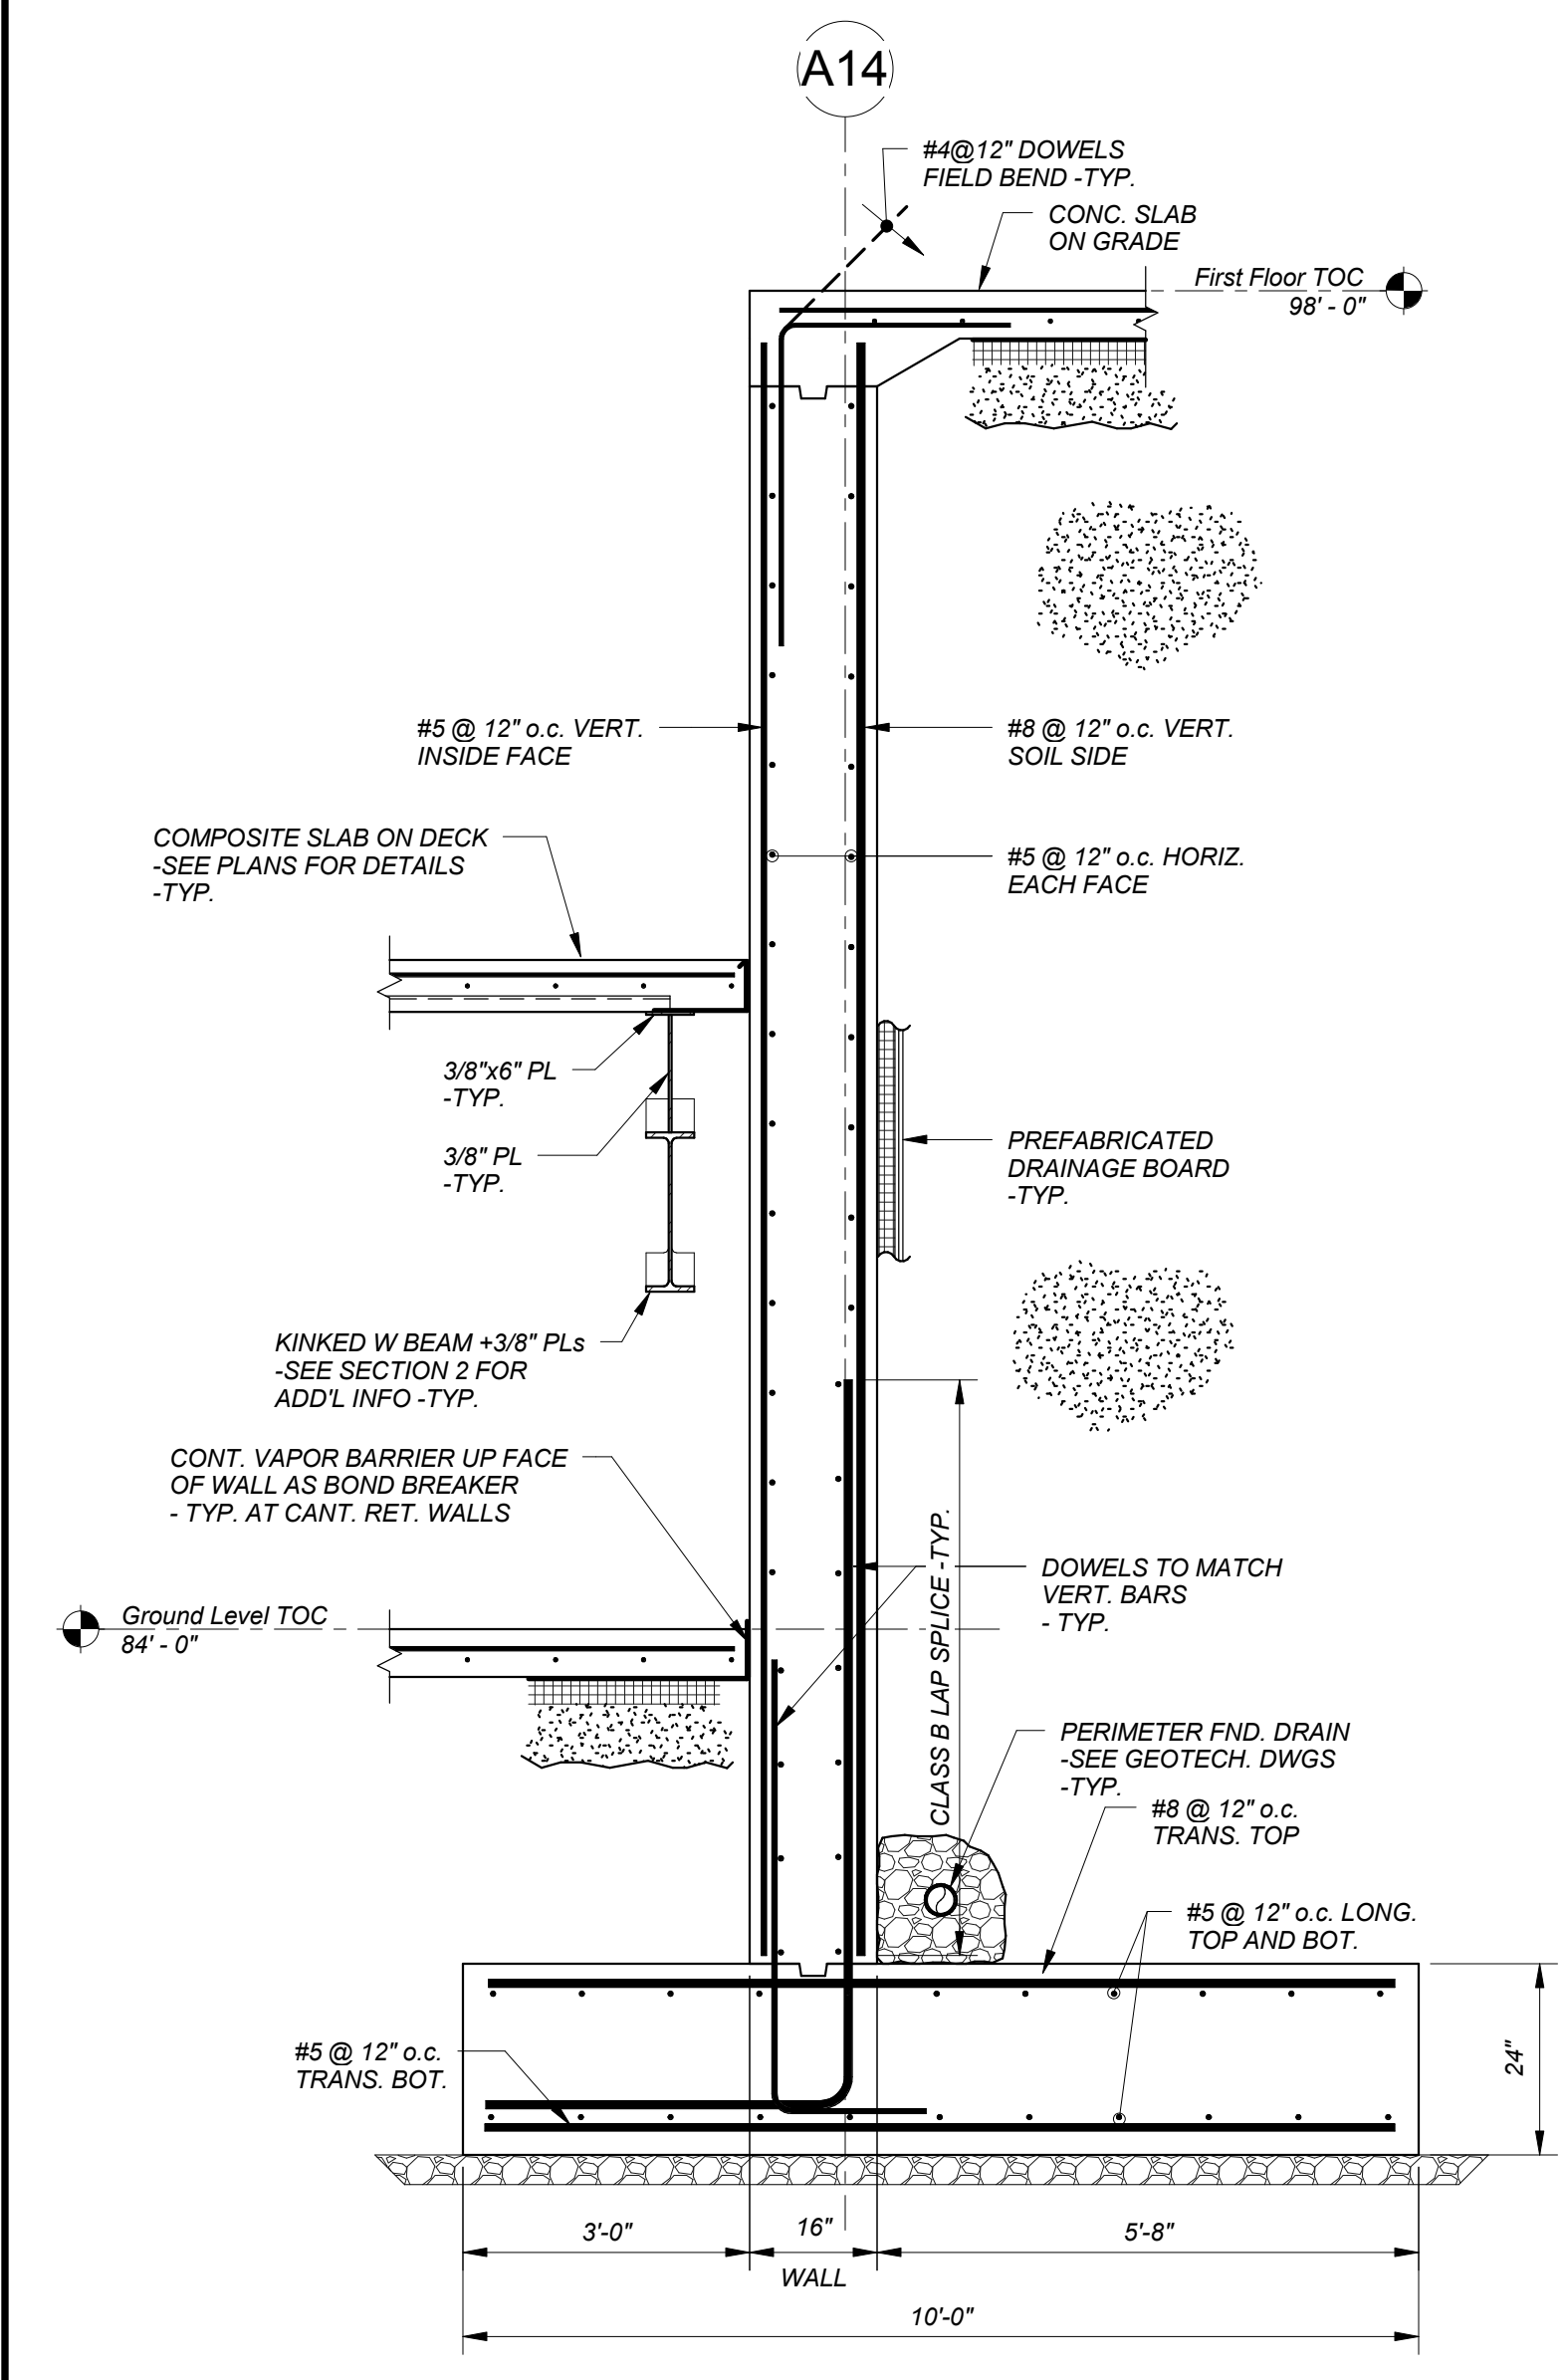 A14
#4@12" DOWELS
FIELD BEND -TYP.
CONC. SLAB
ON GRADE
First Floor TOC
98' - 0"
#5 @ 12" o.c. VERT.
INSIDE FACE
#8 @ 12" o.c. VERT.
SOIL SIDE
COMPOSITE SLAB ON DECK
-SEE PLANS FOR DETAILS
-TYP.
#5 @ 12" o.c. HORIZ.
EACH FACE
3/8"x6" PL
-TYP.
3/8" PL
-TYP.
PREFABRICATED
DRAINAGE BOARD
-TYP.
KINKED W BEAM +3/8" PLs
-SEE SECTION 2 FOR
ADD'L INFO -TYP.
CONT. VAPOR BARRIER UP FACE
OF WALL AS BOND BREAKER
- TYP. AT CANT. RET. WALLS
CLASS B LAP SPLICE -TYP.
DOWELS TO MATCH
VERT. BARS
- TYP.
Ground Level TOC
84' - 0"
PERIMETER FND. DRAIN
-SEE GEOTECH. DWGS
-TYP.
#8 @ 12" o.c.
TRANS. TOP
#5 @ 12" o.c. LONG.
TOP AND BOT.
#5 @ 12" o.c.
TRANS. BOT.
24"
3'-0"
16"
5'-8"
WALL
10'-0"